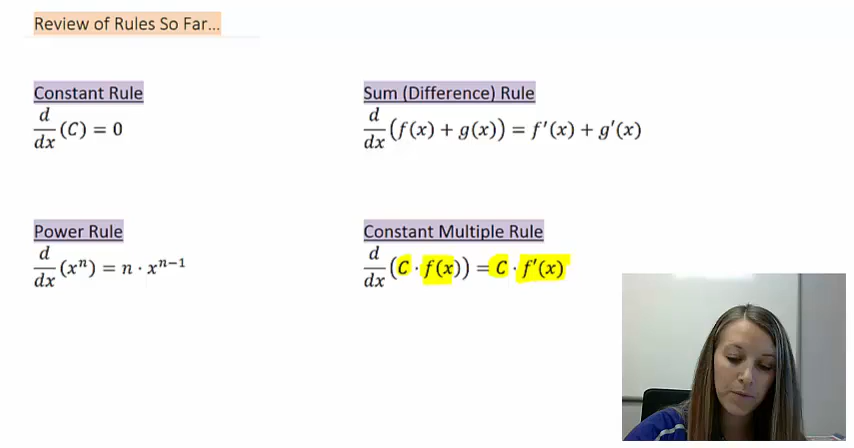 Review of Rules So Far...
Constant Rule
d/dx (C) = 0
Sum (Difference) Rule
d/dx (f(x) + g(x)) = f′(x) + g′(x)
Power Rule
d/dx (xⁿ) = n · xⁿ⁻¹
Constant Multiple Rule
d/dx (C · f(x)) = C · f′(x)